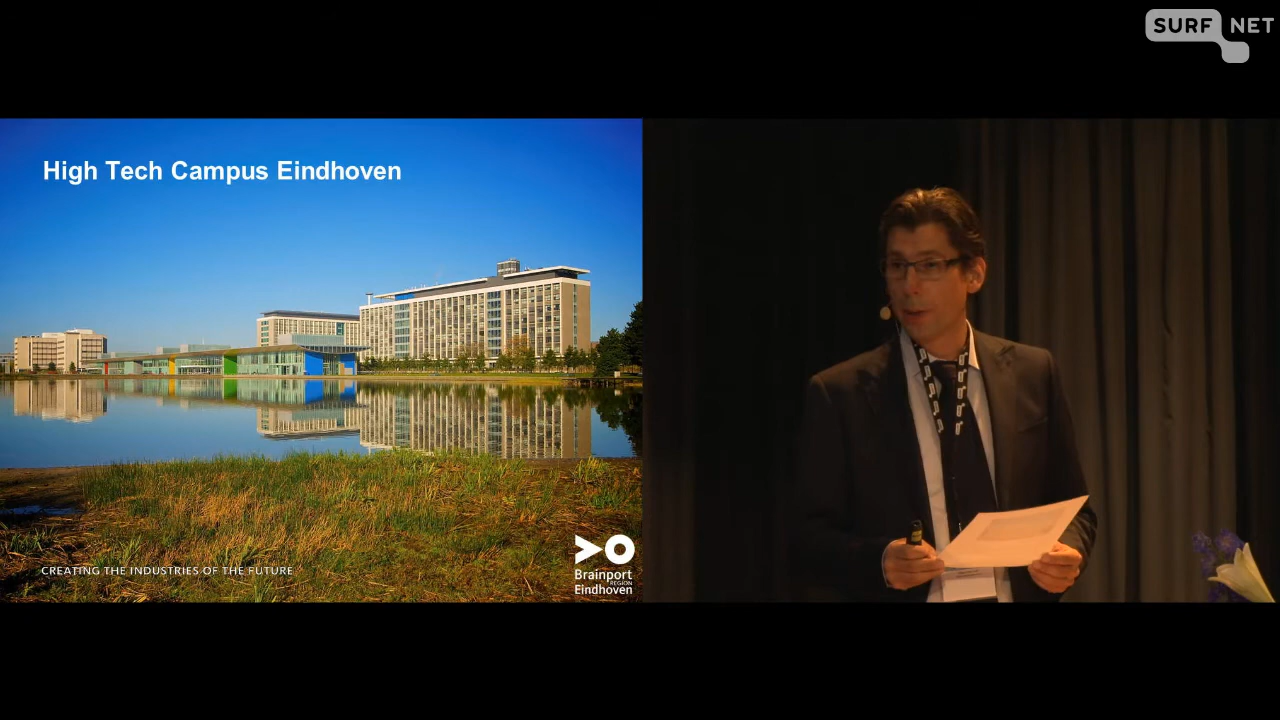 SURF NET
High Tech Campus Eindhoven
CREATING THE INDUSTRIES OF THE FUTURE
Brainport
REGION
Eindhoven